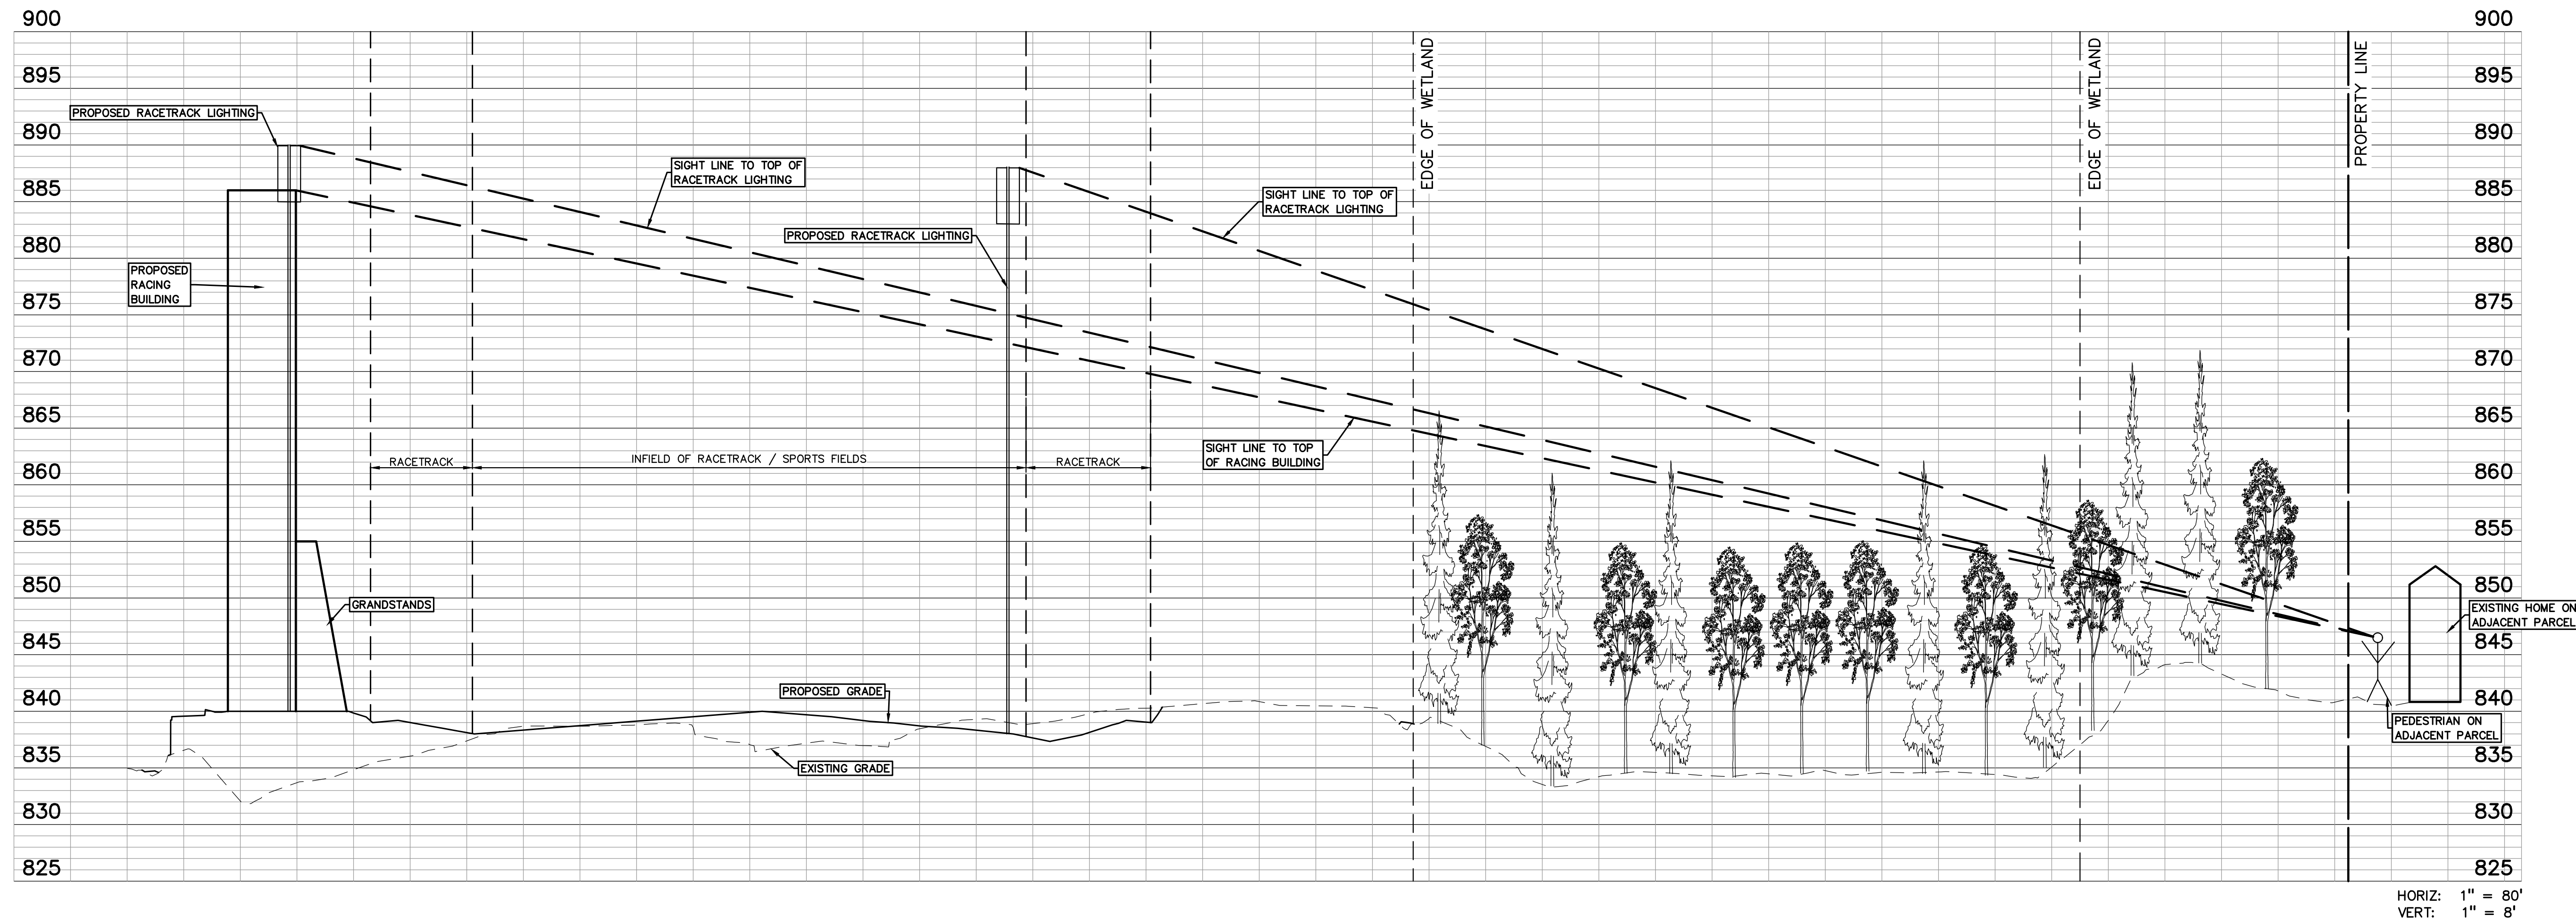 900
900
895
895
890
890
885
885
880
880
875
875
870
870
865
865
860
860
855
855
850
850
845
845
840
840
835
835
830
830
825
825
PROPOSED RACETRACK LIGHTING
SIGHT LINE TO TOP OF
RACETRACK LIGHTING
SIGHT LINE TO TOP OF
RACETRACK LIGHTING
PROPOSED RACETRACK LIGHTING
PROPOSED
RACING
BUILDING
EDGE OF WETLAND
EDGE OF WETLAND
PROPERTY LINE
RACETRACK
INFIELD OF RACETRACK / SPORTS FIELDS
RACETRACK
SIGHT LINE TO TOP
OF RACING BUILDING
GRANDSTANDS
EXISTING HOME ON
ADJACENT PARCEL
PROPOSED GRADE
PEDESTRIAN ON
ADJACENT PARCEL
EXISTING GRADE
HORIZ: 1" = 80'
VERT: 1" = 8'